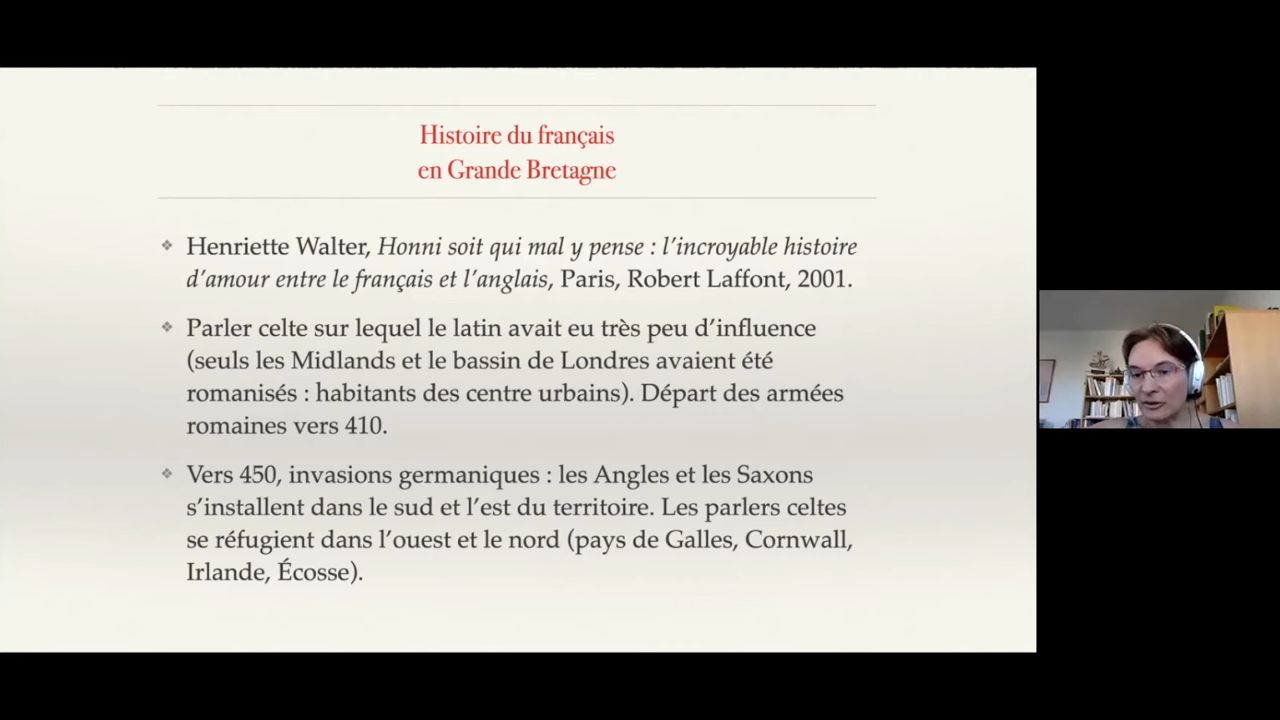 Histoire du français
en Grande Bretagne
Henriette Walter, Honni soit qui mal y pense : l’incroyable histoire
d’amour entre le français et l’anglais, Paris, Robert Laffont, 2001.
Parler celte sur lequel le latin avait eu très peu d’influence
(seuls les Midlands et le bassin de Londres avaient été
romanisés : habitants des centre urbains). Départ des armées
romaines vers 410.
Vers 450, invasions germaniques : les Angles et les Saxons
s’installent dans le sud et l’est du territoire. Les parlers celtes
se réfugient dans l’ouest et le nord (pays de Galles, Cornwall,
Irlande, Écosse).